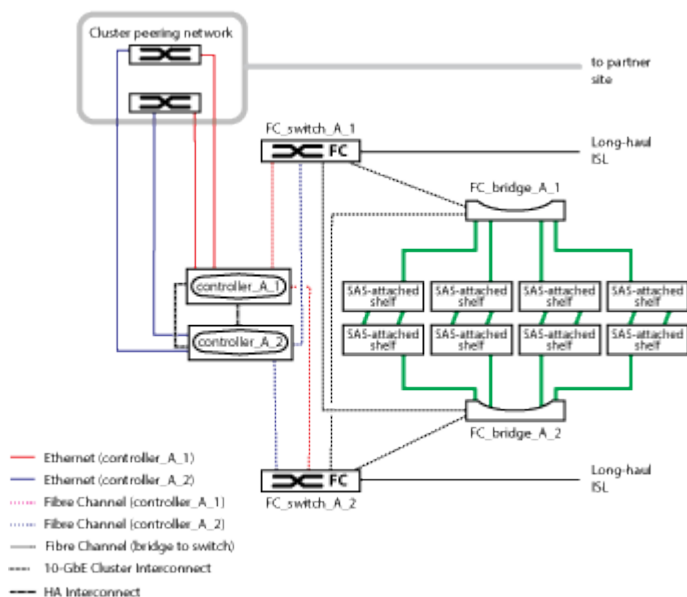 Cluster peering network
to partner
site
FC_switch_A_1
FC
Long-haul
ISL
FC_bridge_A_1
controller_A_1
SAS-attached
shelf
SAS-attached
shelf
SAS-attached
shelf
SAS-attached
shelf
controller_A_2
SAS-attached
shelf
SAS-attached
shelf
SAS-attached
shelf
SAS-attached
shelf
FC_bridge_A_2
Ethernet (controller_A_1)
Ethernet (controller_A_2)
Fibre Channel (controller_A_1)
Fibre Channel (controller_A_2)
Fibre Channel (bridge to switch)
10-GbE Cluster Interconnect
HA Interconnect
FC
FC_switch_A_2
Long-haul
ISL